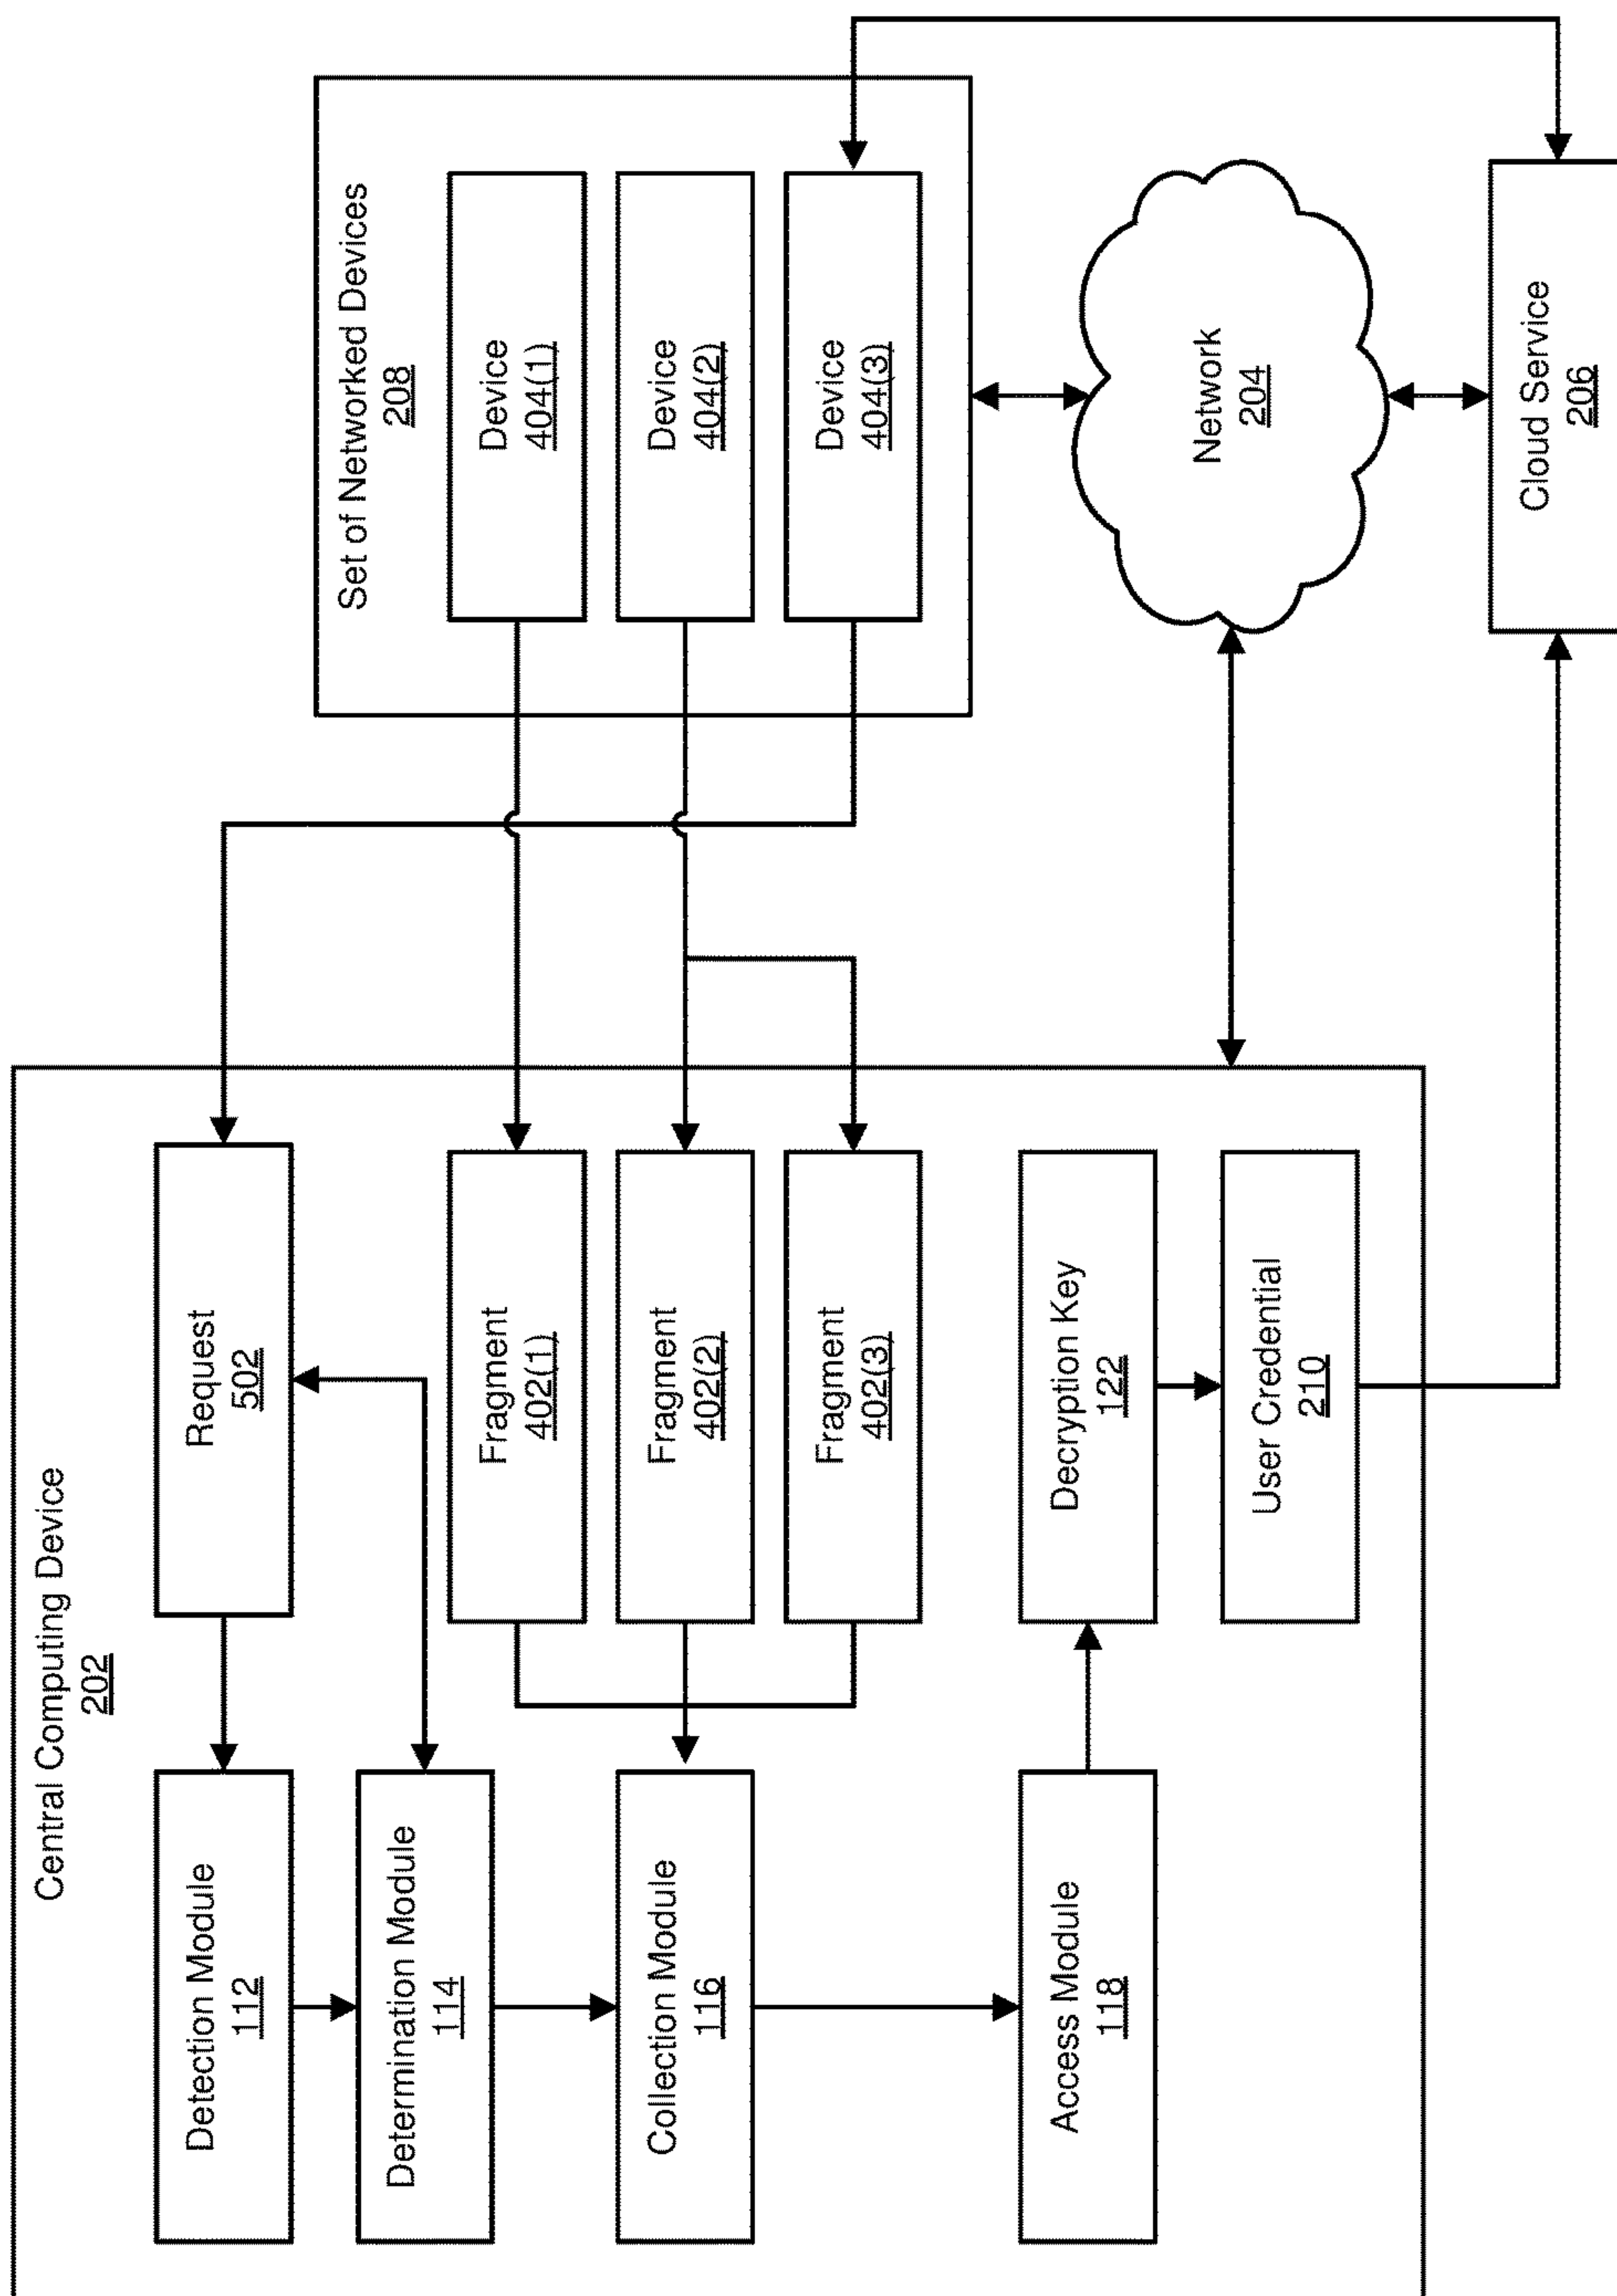 Central Computing Device
202
Detection Module
112
Request
502
Determination Module
114
Collection Module
116
Fragment
402(1)
Fragment
402(2)
Fragment
402(3)
Access Module
118
Decryption Key
122
User Credential
210
Set of Networked Devices
208
Device
404(1)
Device
404(2)
Device
404(3)
Network
204
Cloud Service
206